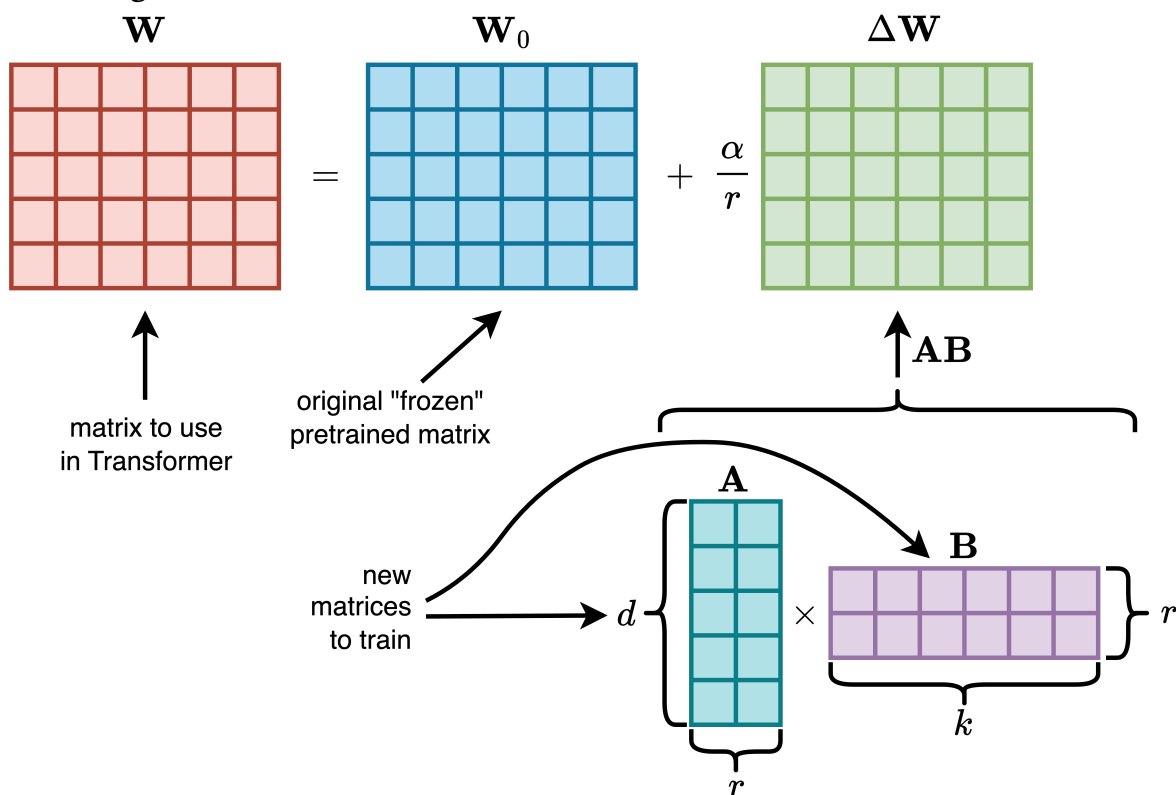 W
W₀
ΔW
=
+
α
r
AB
matrix to use
in Transformer
original "frozen"
pretrained matrix
A
B
new
matrices
to train
d
×
r
k
r